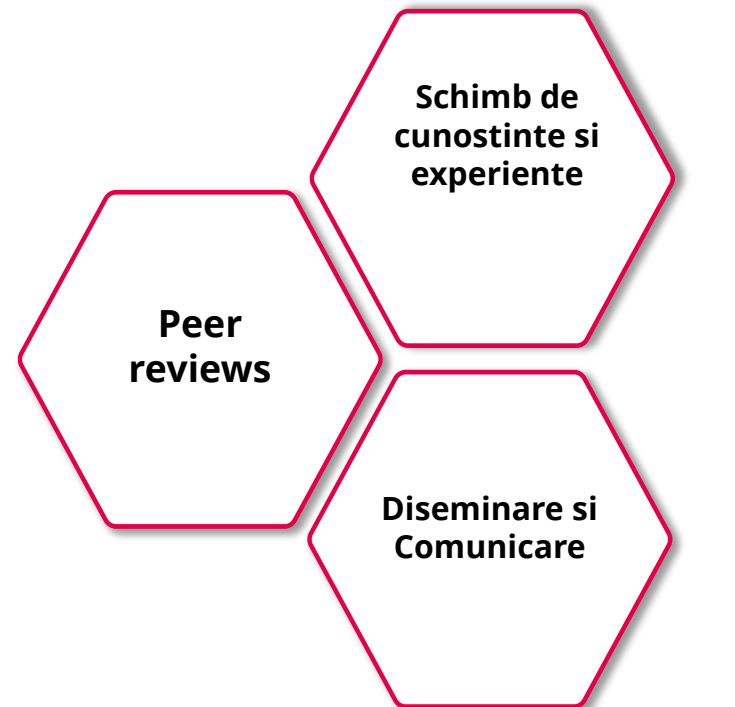 Schimb de
cunostinte si
experiente
Peer
reviews
Diseminare si
Comunicare